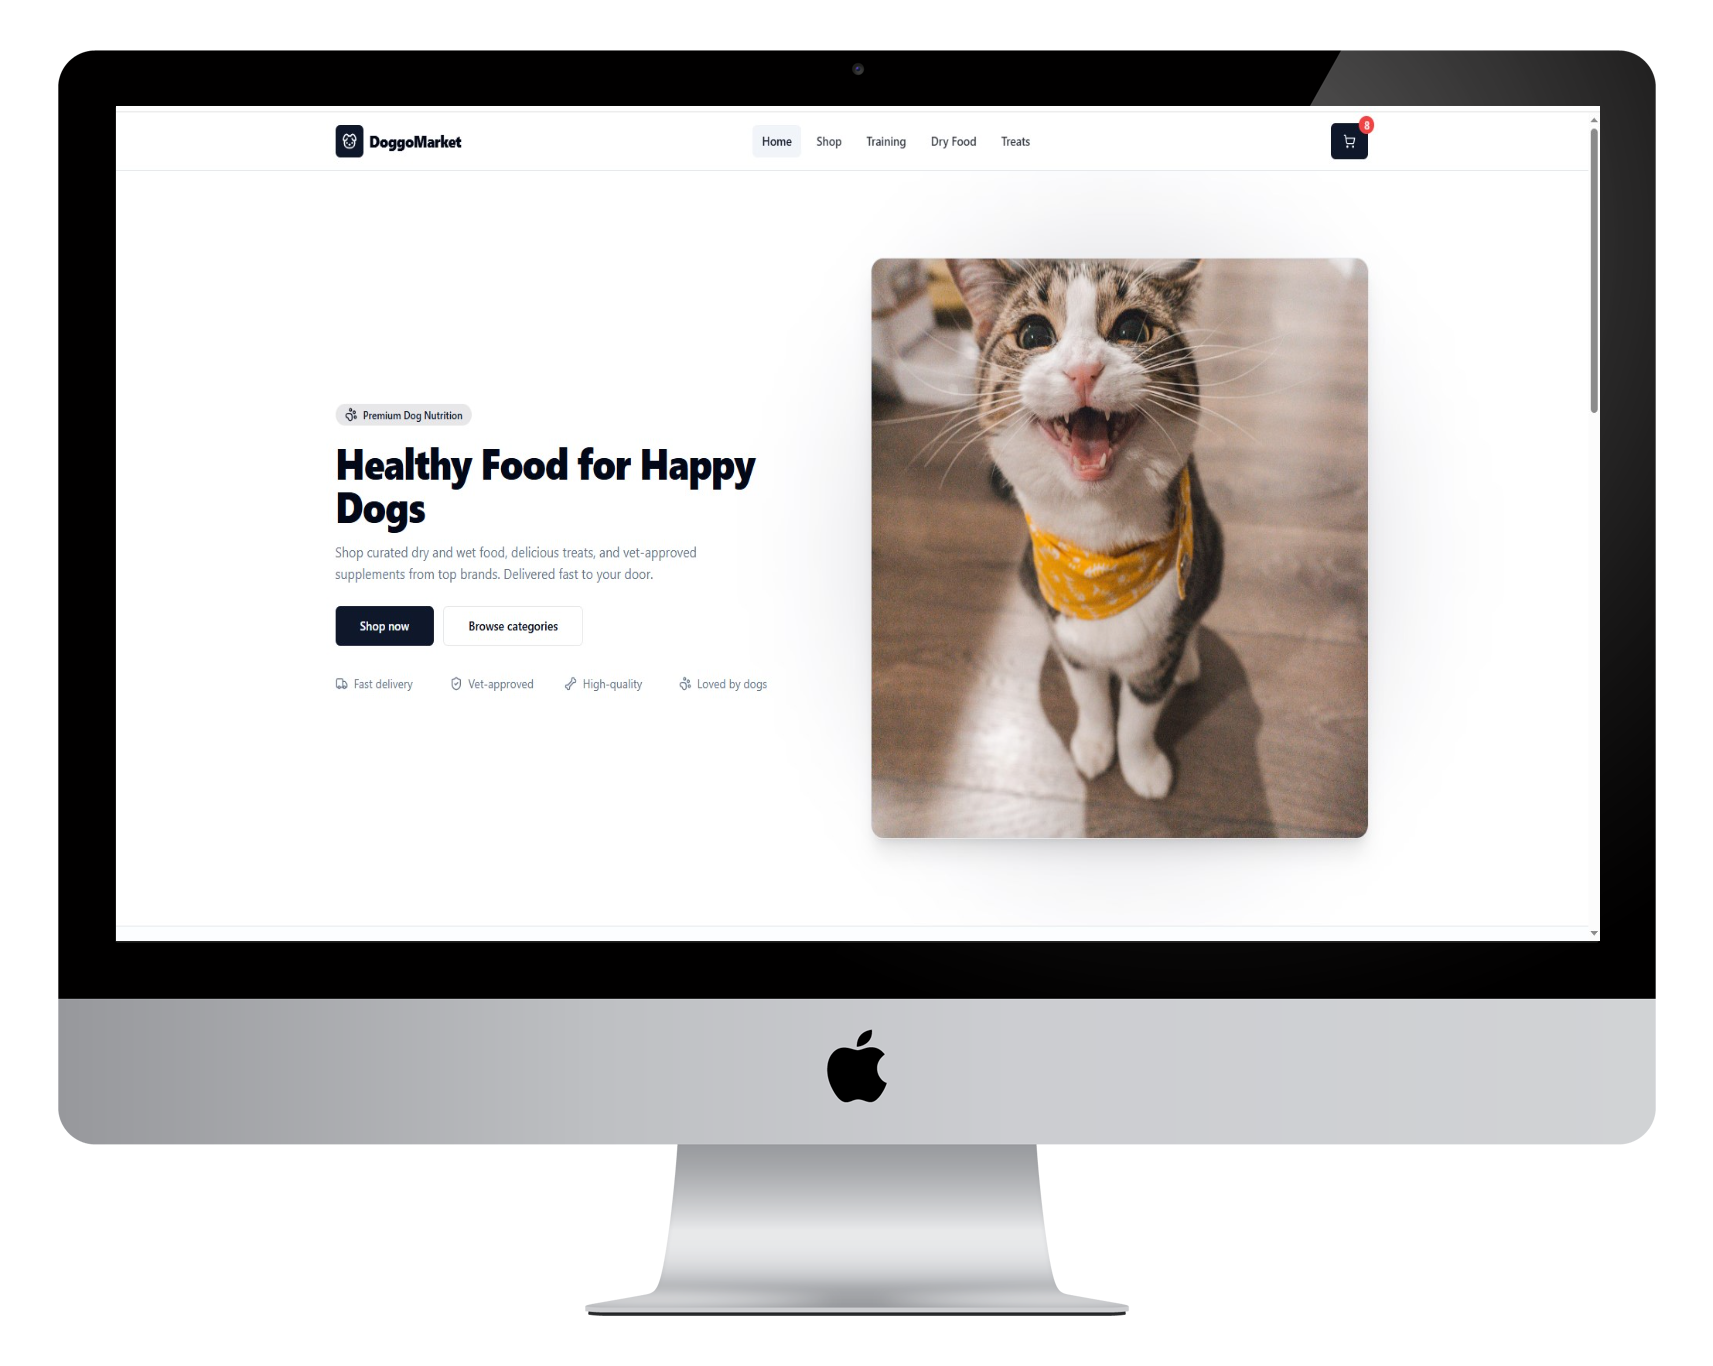 DoggoMarket
Home
Shop
Training
Dry Food
Treats
8
Premium Dog Nutrition
Healthy Food for Happy
Dogs
Shop curated dry and wet food, delicious treats, and vet-approved
supplements from top brands. Delivered fast to your door.
Shop now
Browse categories
Fast delivery
Vet-approved
High-quality
Loved by dogs